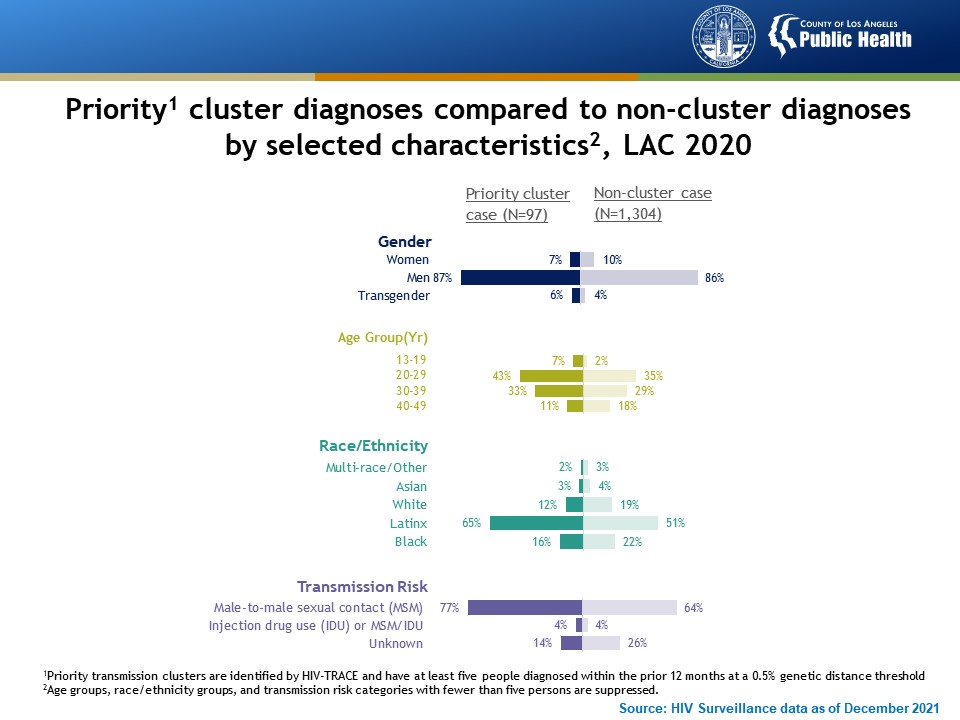 COUNTY OF LOS ANGELES
Public Health
Priority¹ cluster diagnoses compared to non-cluster diagnoses
by selected characteristics², LAC 2020
Priority cluster
case (N=97)
Non-cluster case
(N=1,304)
Gender
Women 7% 10%
Men 87% 86%
Transgender 6% 4%
Age Group(Yr)
13-19 7% 2%
20-29 43% 35%
30-39 33% 29%
40-49 11% 18%
Race/Ethnicity
Multi-race/Other 2% 3%
Asian 3% 4%
White 12% 19%
Latinx 65% 51%
Black 16% 22%
Transmission Risk
Male-to-male sexual contact (MSM) 77% 64%
Injection drug use (IDU) or MSM/IDU 4% 4%
Unknown 14% 26%
¹Priority transmission clusters are identified by HIV-TRACE and have at least five people diagnosed within the prior 12 months at a 0.5% genetic distance threshold
²Age groups, race/ethnicity groups, and transmission risk categories with fewer than five persons are suppressed.
Source: HIV Surveillance data as of December 2021